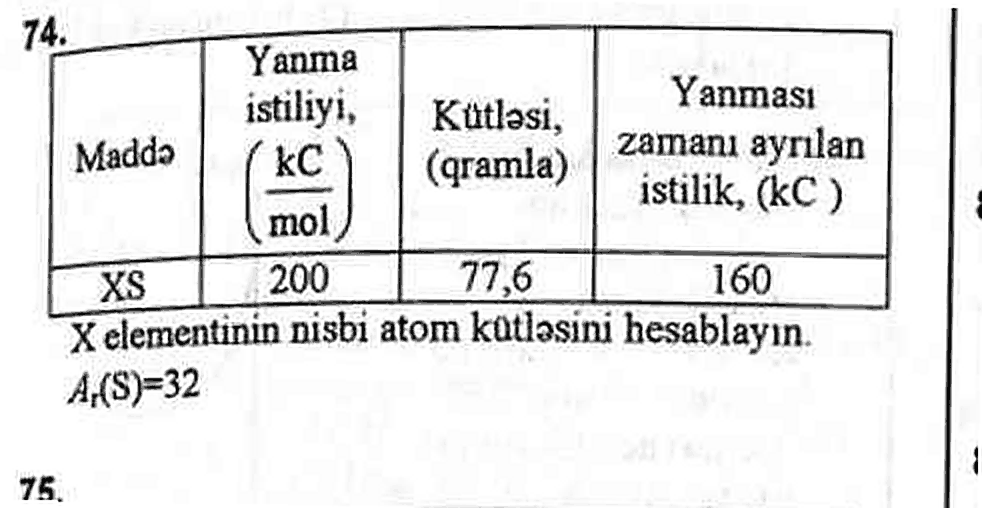 74.
Maddə
Yanma
istiliyi,
(kC/mol)
Kütləsi,
(qramla)
Yanması
zamanı ayrılan
istilik, (kC )
XS
200
77,6
160
X elementinin nisbi atom kütləsini hesablayın.
Aᵣ(S)=32
75.